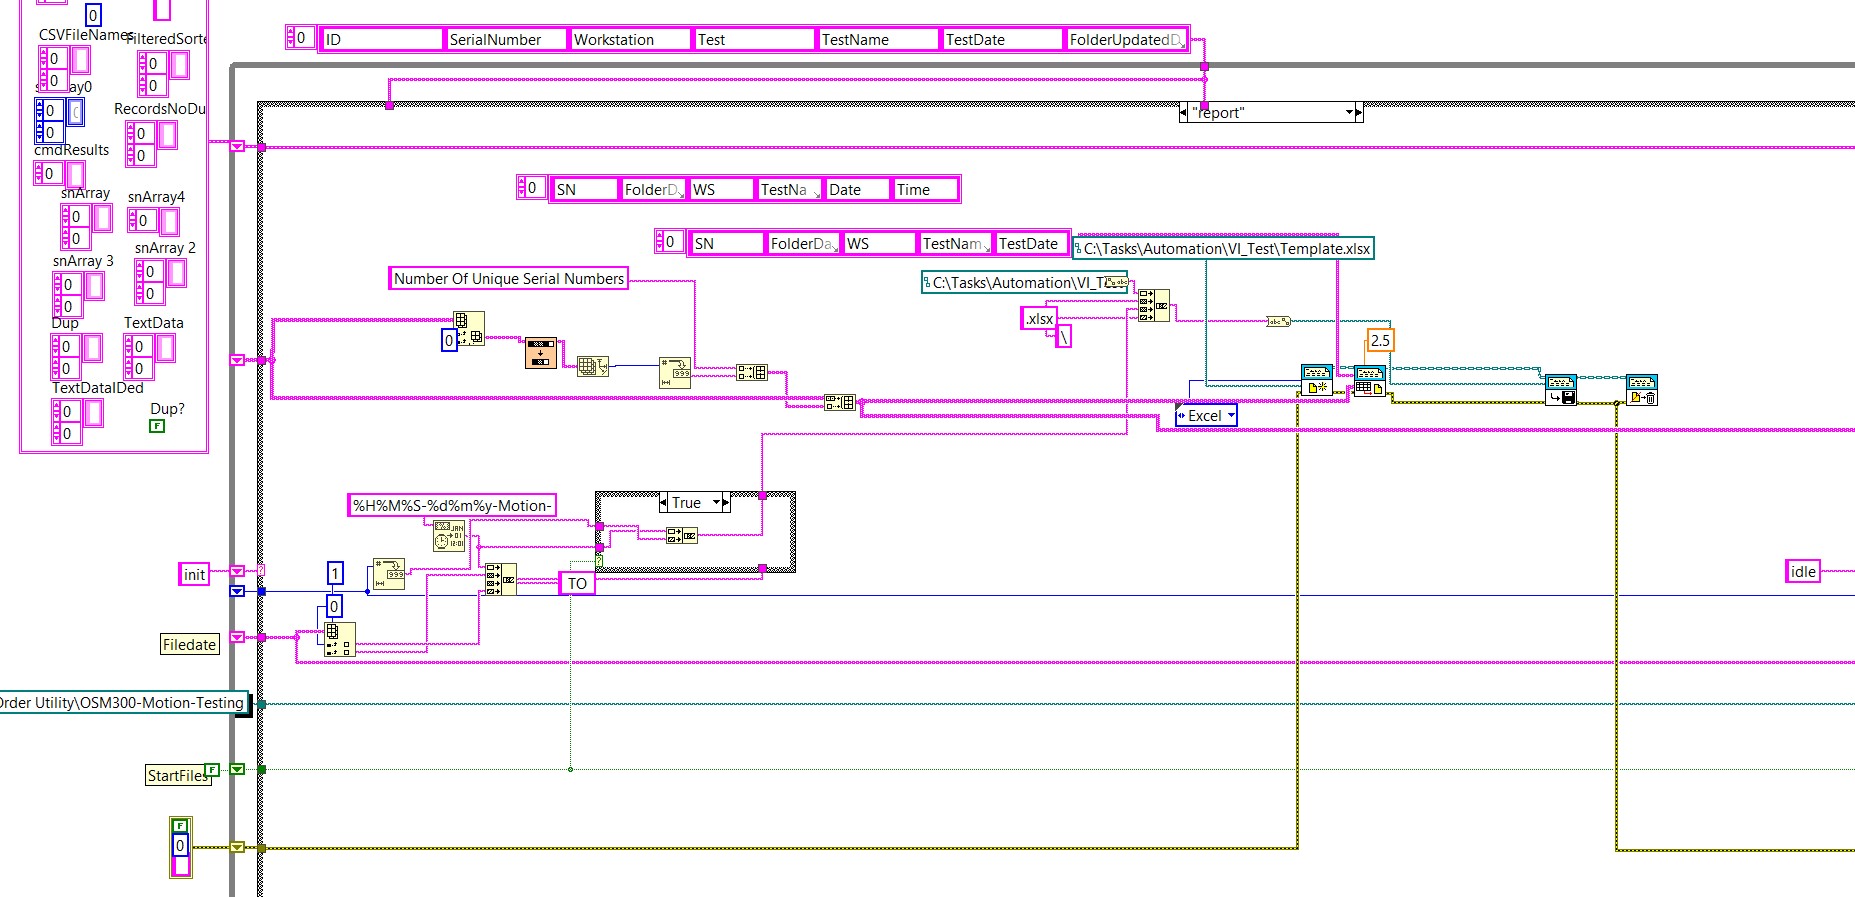 0
CSVFileNames
FilteredSorte
0
0
0
0
ay0
0
0
RecordsNoDu
0
0
cmdResults
0
snArray
0
0
snArray4
0
snArray 2
0
0
snArray 3
0
0
Dup
0
0
TextData
0
0
TextDataIDed
0
0
Dup?
F
0 ID SerialNumber Workstation Test TestName TestDate FolderUpdatedD
"report"
0 SN FolderD WS TestNa Date Time
0 SN FolderDa WS TestNam TestDate
C:\Tasks\Automation\VI_Test\Template.xlsx
Number Of Unique Serial Numbers
C:\Tasks\Automation\VI_Te
.xlsx
\
0
2.5
Excel
%H%M%S-%d%m%y-Motion-
True
init
1
TO
idle
0
Filedate
Order Utility\OSM300-Motion-Testing
StartFiles F
F
0